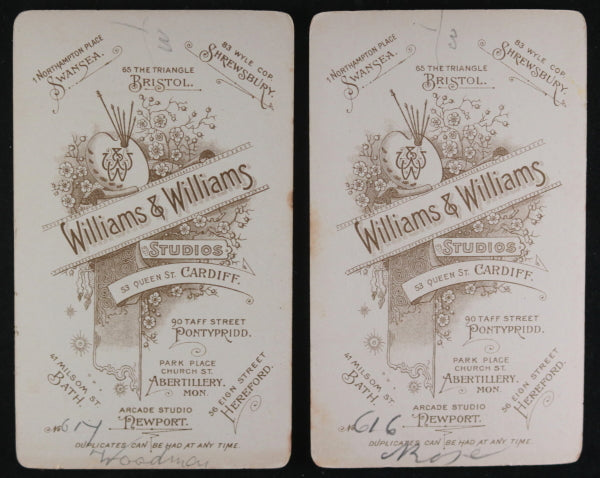 1 NORTHAMPTON PLACE
SWANSEA.
65 THE TRIANGLE
BRISTOL.
83 WYLE COP.
SHREWSBURY.
Williams & Williams
STUDIOS
53 QUEEN ST. CARDIFF.
90 TAFF STREET
PONTYPRIDD.
PARK PLACE
CHURCH ST.
ABERTILLERY.
MON.
41 MILSOM ST
BATH.
56 EIGN STREET
HEREFORD.
ARCADE STUDIO
NEWPORT.
No 617
DUPLICATES CAN BE HAD AT ANY TIME.
1 NORTHAMPTON PLACE
SWANSEA.
65 THE TRIANGLE
BRISTOL.
83 WYLE COP.
SHREWSBURY.
Williams & Williams
STUDIOS
53 QUEEN ST. CARDIFF.
90 TAFF STREET
PONTYPRIDD.
PARK PLACE
CHURCH ST.
ABERTILLERY.
MON.
41 MILSOM ST
BATH.
56 EIGN STREET
HEREFORD.
ARCADE STUDIO
NEWPORT.
No 616
DUPLICATES CAN BE HAD AT ANY TIME.